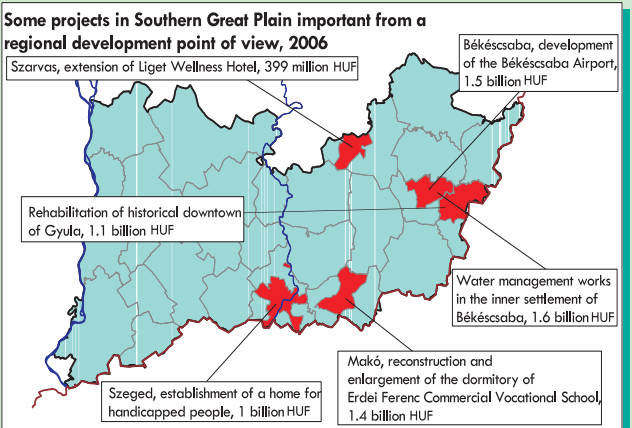 Some projects in Southern Great Plain important from a
regional development point of view, 2006
Szarvas, extension of Liget Wellness Hotel, 399 million HUF
Békéscsaba, development
of the Békéscsaba Airport,
1.5 billion HUF
Rehabilitation of historical downtown
of Gyula, 1.1 billion HUF
Water management works
in the inner settlement of
Békéscsaba, 1.6 billion HUF
Makó, reconstruction and
enlargement of the dormitory of
Erdei Ferenc Commercial Vocational School,
1.4 billion HUF
Szeged, establishment of a home for
handicapped people, 1 billion HUF